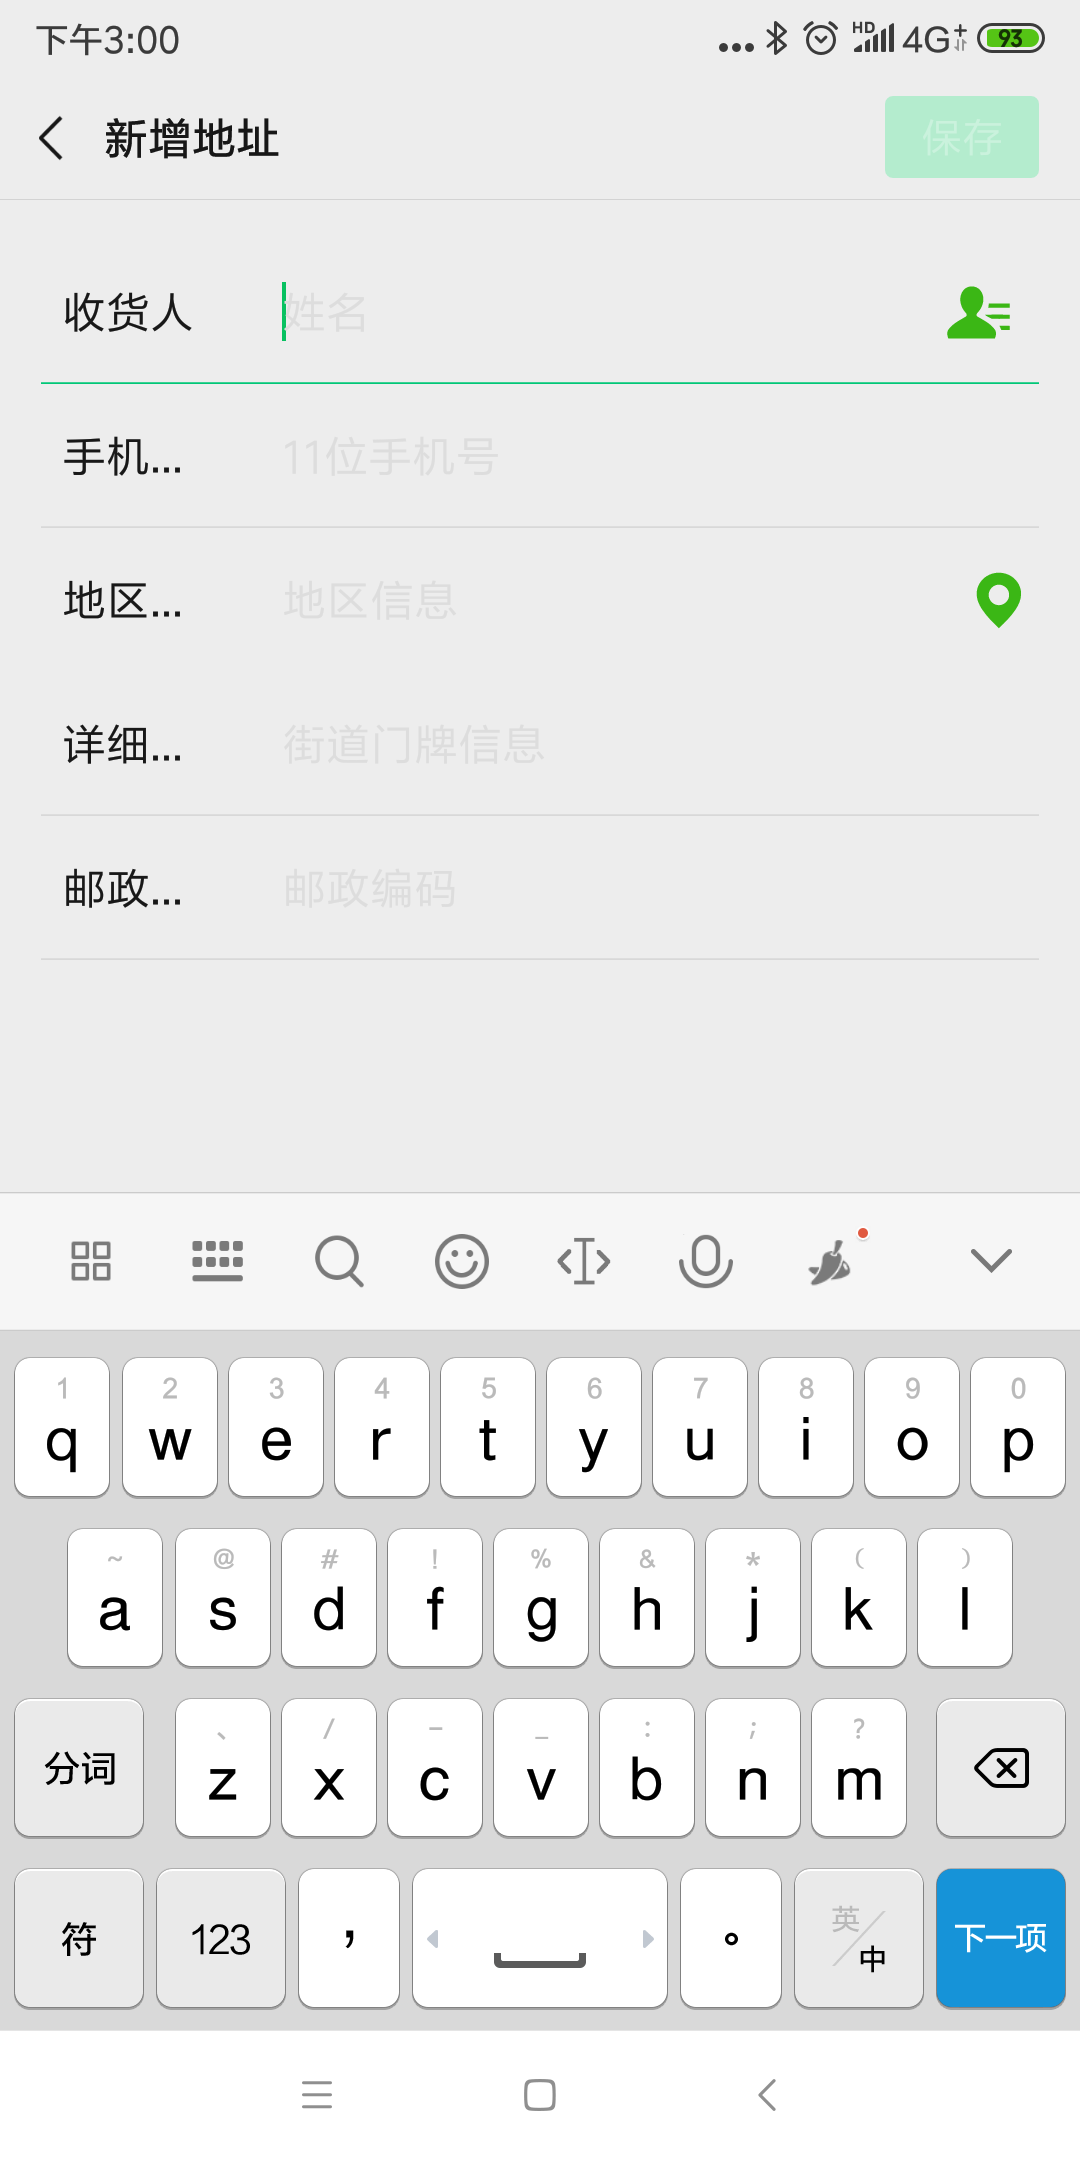 下午3:00 HD 4G+ 93
新增地址 保存
收货人 姓名
手机... 11位手机号
地区... 地区信息
详细... 街道门牌信息
邮政... 邮政编码
1 2 3 4 5 6 7 8 9 0
q w e r t y u i o p
~ @ # ! % & * ( )
a s d f g h j k l
、 / - _ : ; ?
分词 z x c v b n m
符 123 ， 。 英/中 下一项